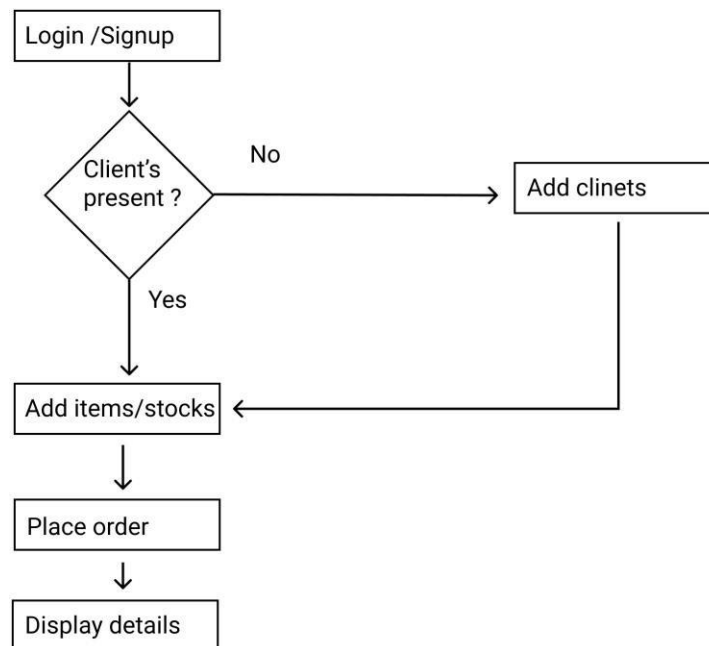 Login /Signup
Client's
present ?
No
Add clinets
Yes
Add items/stocks
Place order
Display details